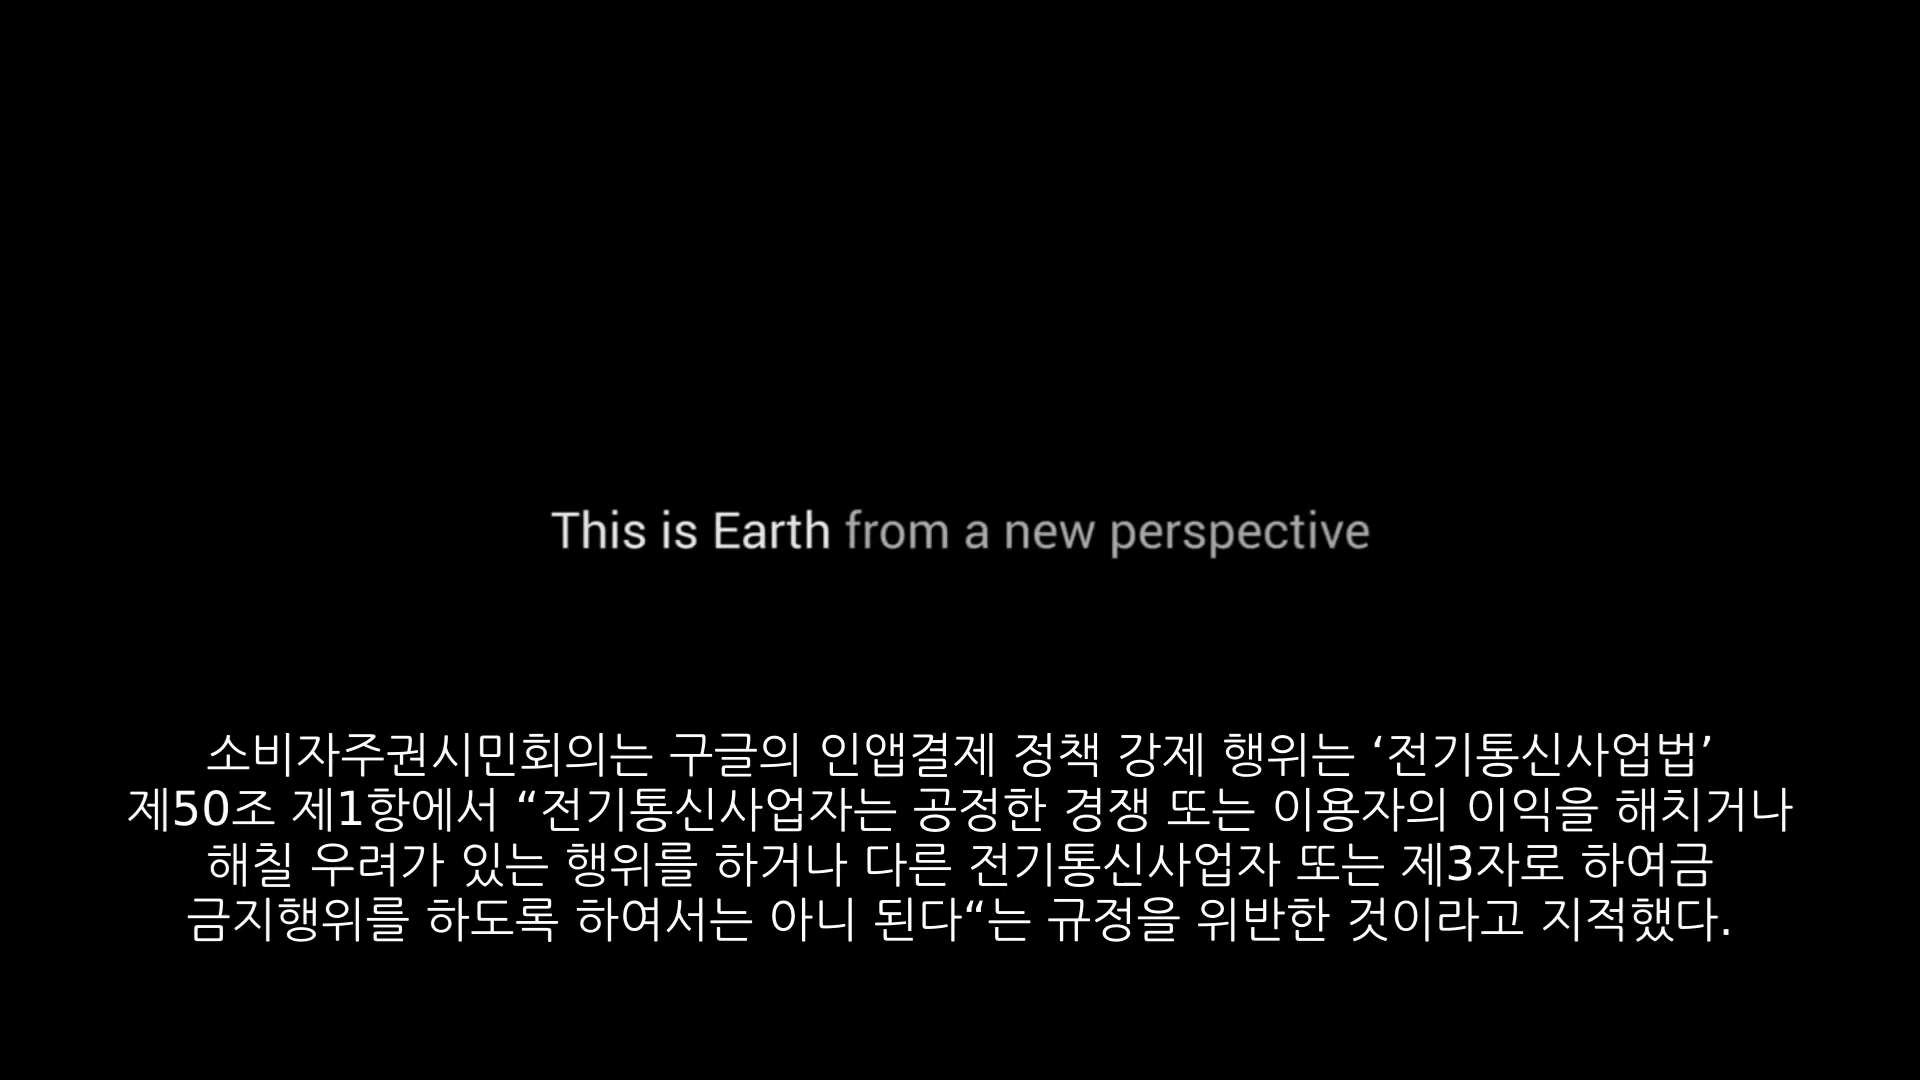 This is Earth from a new perspective
소비자주권시민회의는 구글의 인앱결제 정책 강제 행위는 ‘전기통신사업법’
제50조 제1항에서 “전기통신사업자는 공정한 경쟁 또는 이용자의 이익을 해치거나
해칠 우려가 있는 행위를 하거나 다른 전기통신사업자 또는 제3자로 하여금
금지행위를 하도록 하여서는 아니 된다“는 규정을 위반한 것이라고 지적했다.